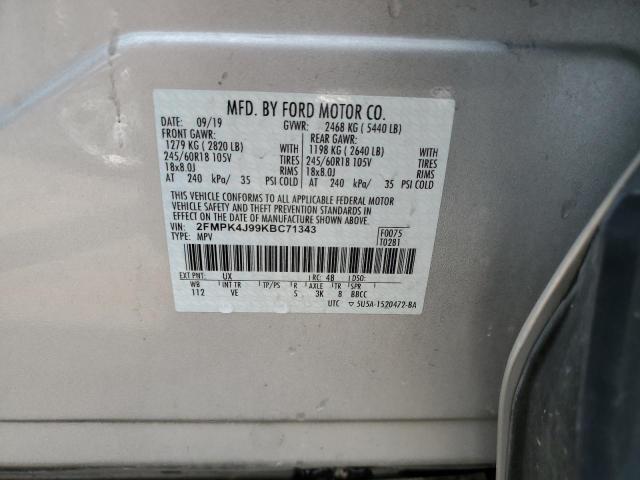 MFD. BY FORD MOTOR CO.
DATE: 09/19 GVWR: 2468 KG ( 5440 LB)
FRONT GAWR: REAR GAWR:
1279 KG ( 2820 LB) WITH 1198 KG ( 2640 LB) WITH
245/60R18 105V TIRES 245/60R18 105V TIRES
18x8.0J RIMS 18x8.0J RIMS
AT 240 kPa/ 35 PSI COLD AT 240 kPa/ 35 PSI COLD
THIS VEHICLE CONFORMS TO ALL APPLICABLE FEDERAL MOTOR
VEHICLE SAFETY AND THEFT PREVENTION STANDARDS IN
EFFECT ON THE DATE OF MANUFACTURE SHOWN ABOVE.
VIN: 2FMPK4J99KBC71343 F0075
TYPE: MPV T0281
EXT PNT: UX RC: 48 DSO:
WB INT TR TP/PS R AXLE TR SPR
112 VE S 3K 8 BBCC
UTC ▽ 5U5A-1520472-BA